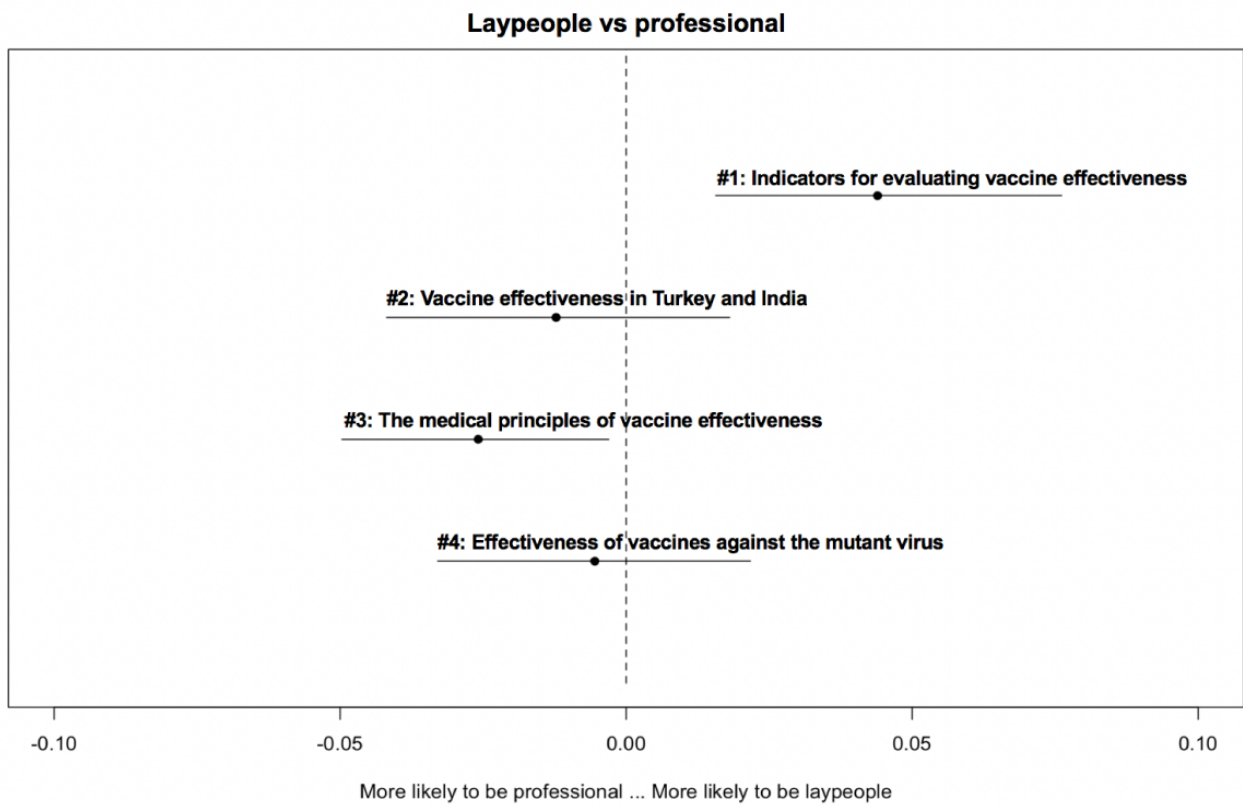 Laypeople vs professional
#1: Indicators for evaluating vaccine effectiveness
#2: Vaccine effectiveness in Turkey and India
#3: The medical principles of vaccine effectiveness
#4: Effectiveness of vaccines against the mutant virus
-0.10 -0.05 0.00 0.05 0.10
More likely to be professional ... More likely to be laypeople